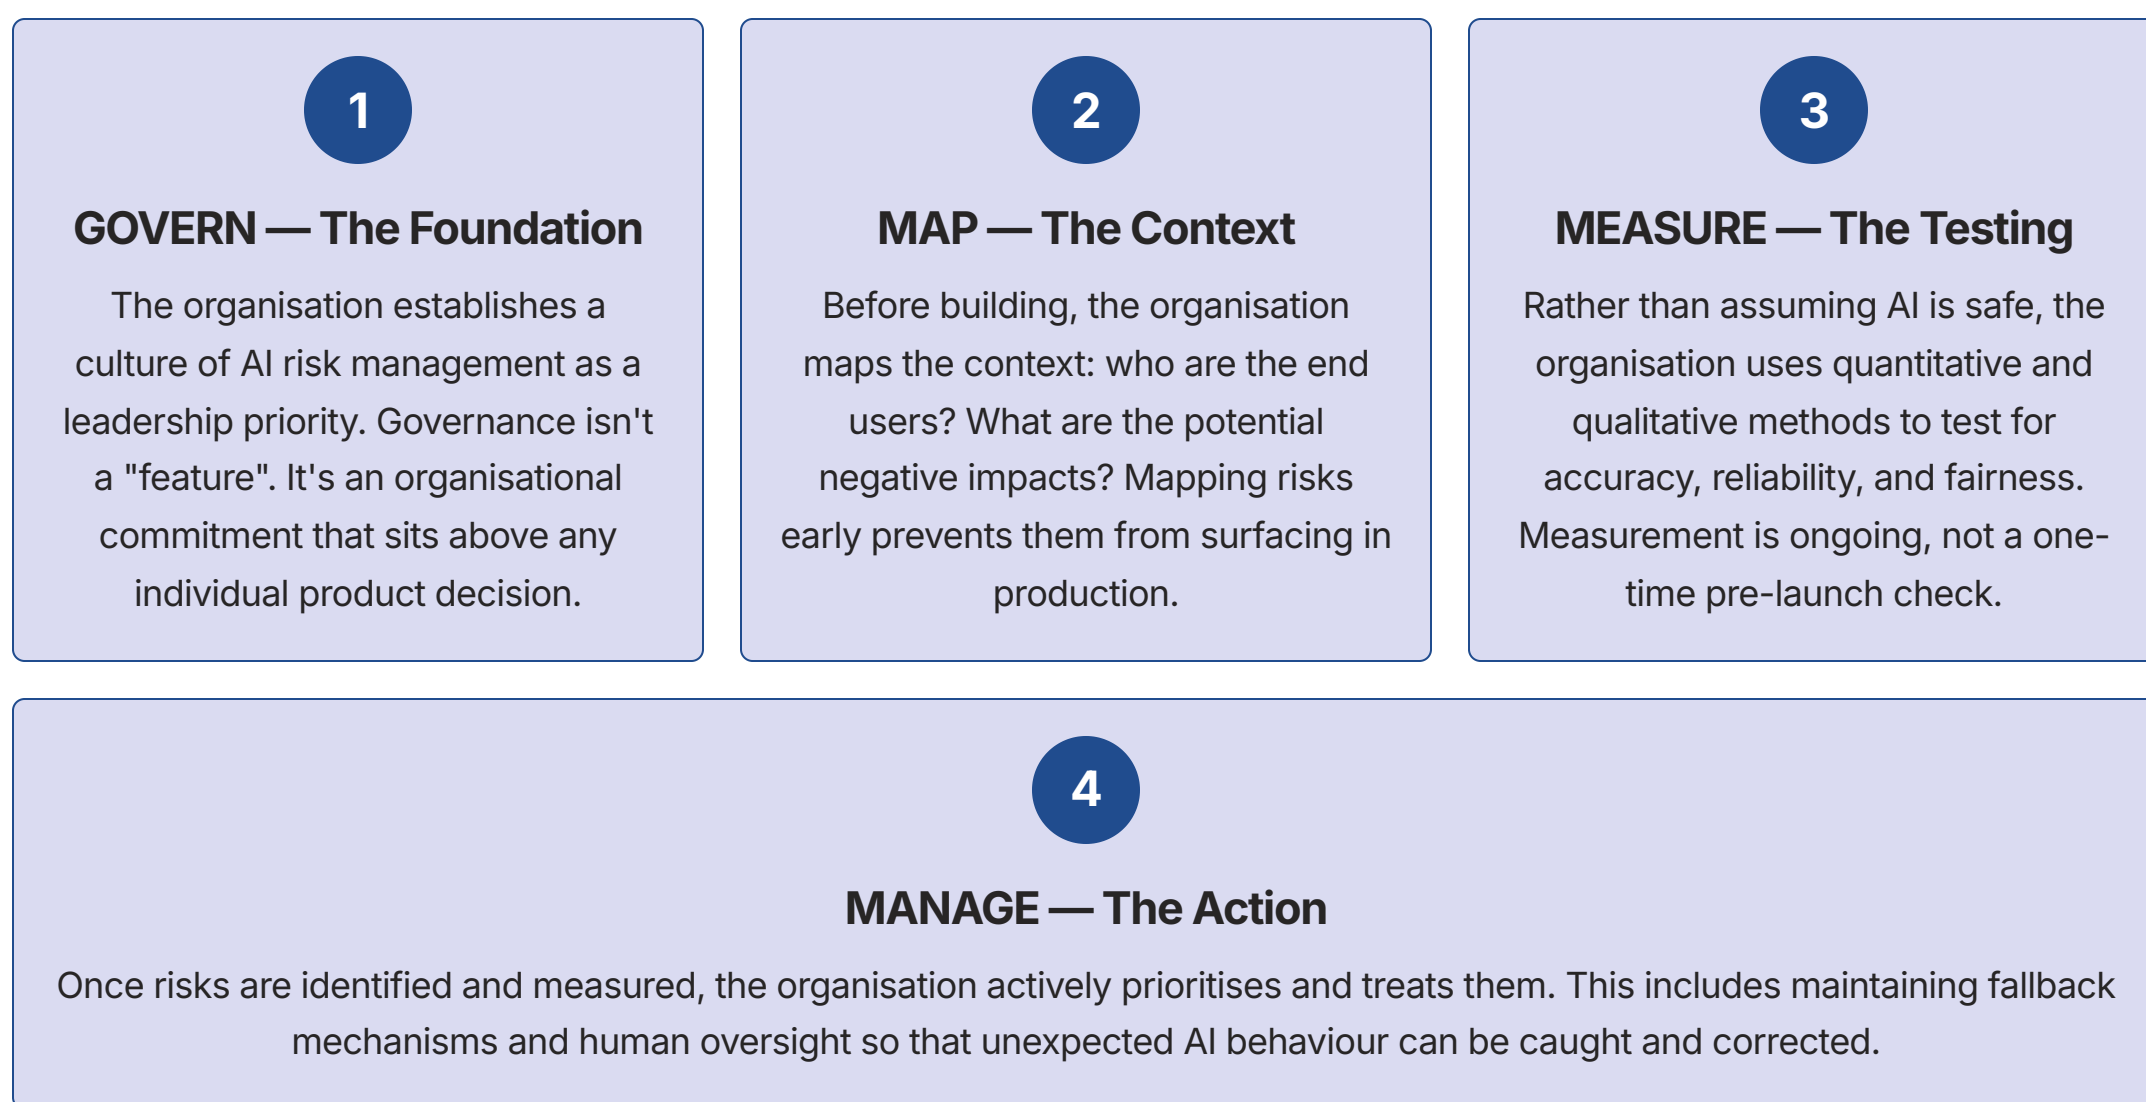 1
GOVERN — The Foundation
The organisation establishes a
culture of AI risk management as a
leadership priority. Governance isn't
a "feature". It's an organisational
commitment that sits above any
individual product decision.
2
MAP — The Context
Before building, the organisation
maps the context: who are the end
users? What are the potential
negative impacts? Mapping risks
early prevents them from surfacing in
production.
3
MEASURE — The Testing
Rather than assuming AI is safe, the
organisation uses quantitative and
qualitative methods to test for
accuracy, reliability, and fairness.
Measurement is ongoing, not a one-
time pre-launch check.
4
MANAGE — The Action
Once risks are identified and measured, the organisation actively prioritises and treats them. This includes maintaining fallback
mechanisms and human oversight so that unexpected AI behaviour can be caught and corrected.